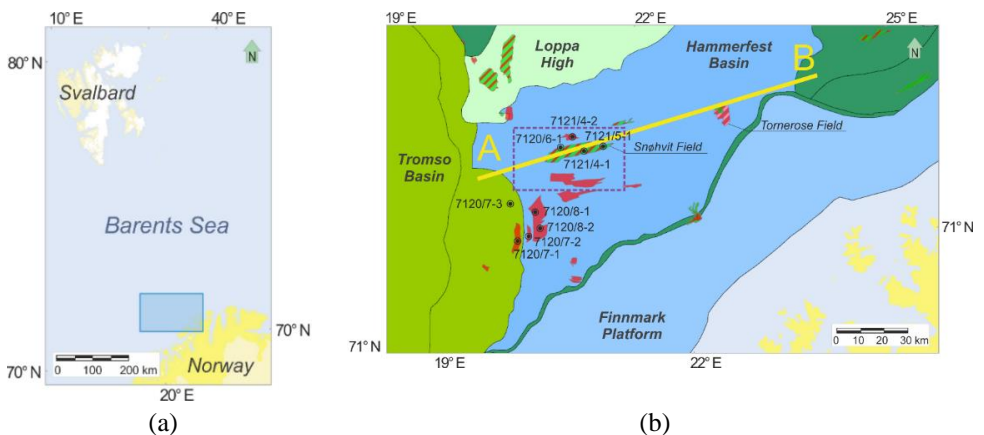 10° E
40° E
80° N
N
Svalbard
Barents Sea
70° N
0
100
200 km
Norway
70° N
20° E
(a)
19° E
22° E
25° E
Loppa
High
Hammerfest
Basin
B
N
7121/4-2
7120/6-1
7121/5-1
Tornerose Field
A
Snøhvit Field
7121/4-1
Tromso
Basin
7120/7-3
7120/8-1
7120/8-2
7120/7-2
7120/7-1
71° N
Finnmark
Platform
0
10
20
30 km
71° N
19° E
22° E
(b)